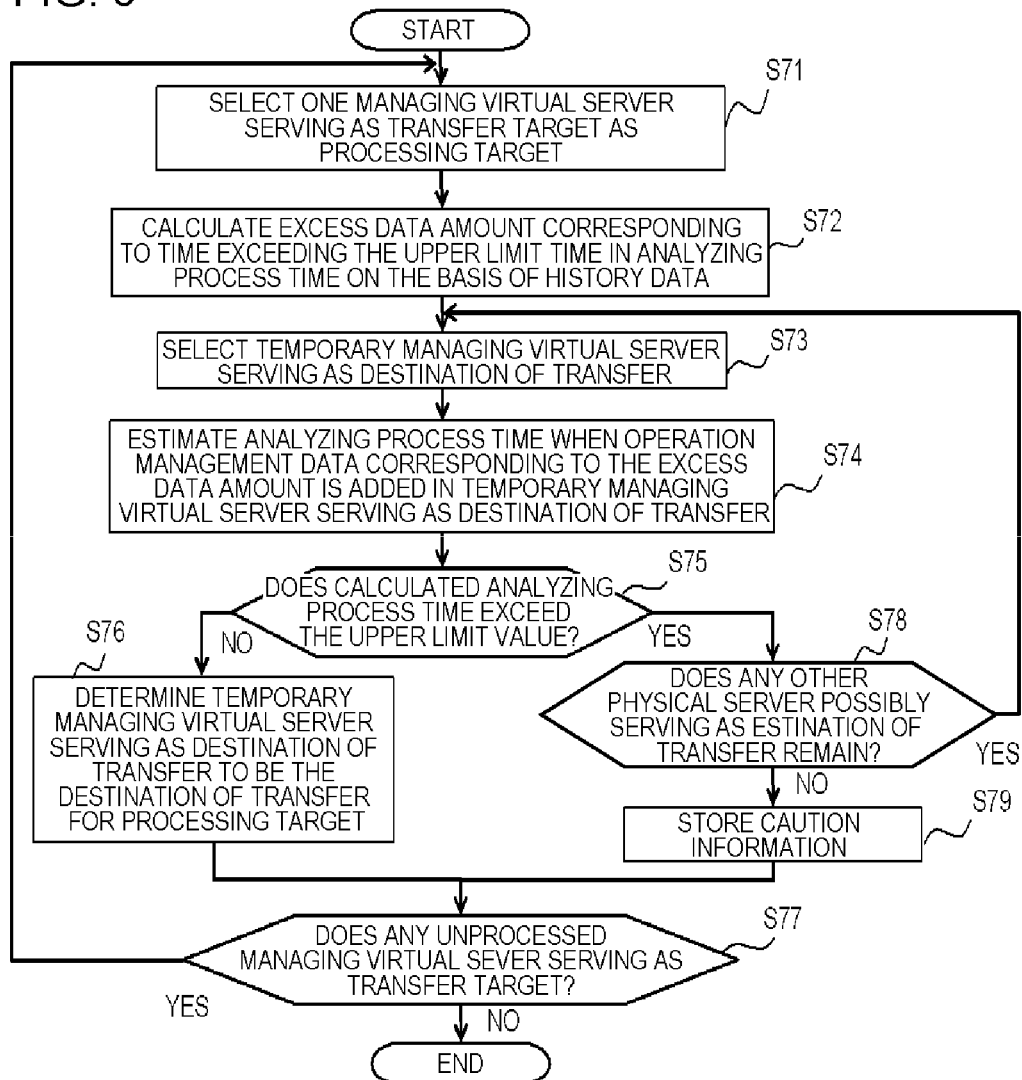 START
S71
SELECT ONE MANAGING VIRTUAL SERVER
SERVING AS TRANSFER TARGET AS
PROCESSING TARGET
S72
CALCULATE EXCESS DATA AMOUNT CORRESPONDING
TO TIME EXCEEDING THE UPPER LIMIT TIME IN ANALYZING
PROCESS TIME ON THE BASIS OF HISTORY DATA
S73
SELECT TEMPORARY MANAGING VIRTUAL SERVER
SERVING AS DESTINATION OF TRANSFER
S74
ESTIMATE ANALYZING PROCESS TIME WHEN OPERATION
MANAGEMENT DATA CORRESPONDING TO THE EXCESS
DATA AMOUNT IS ADDED IN TEMPORARY MANAGING
VIRTUAL SERVER SERVING AS DESTINATION OF TRANSFER
S75
DOES CALCULATED ANALYZING
PROCESS TIME EXCEED
THE UPPER LIMIT VALUE?
NO
YES
S76
DETERMINE TEMPORARY
MANAGING VIRTUAL SERVER
SERVING AS DESTINATION OF
TRANSFER TO BE THE
DESTINATION OF TRANSFER
FOR PROCESSING TARGET
S78
DOES ANY OTHER
PHYSICAL SERVER POSSIBLY
SERVING AS ESTINATION OF
TRANSFER REMAIN?
YES
NO
S79
STORE CAUTION
INFORMATION
S77
DOES ANY UNPROCESSED
MANAGING VIRTUAL SEVER SERVING AS
TRANSFER TARGET?
YES
NO
END